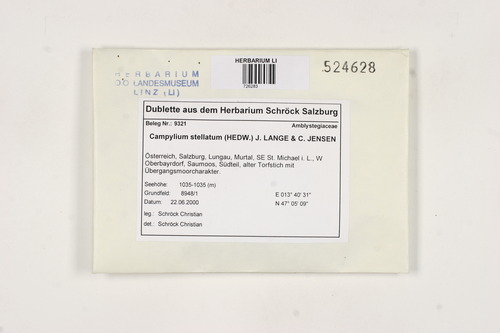 HERBARIUM
OÖ LANDESMUSEUM
LINZ (LI)
HERBARIUM LI
726283
524628
Dublette aus dem Herbarium Schröck Salzburg
Beleg Nr.: 9321 Amblystegiaceae
Campylium stellatum (HEDW.) J. LANGE & C. JENSEN
Österreich, Salzburg, Lungau, Murtal, SE St. Michael i. L., W
Oberbayrdorf, Saumoos, Südteil, alter Torfstich mit
Übergangsmoorcharakter.
Seehöhe: 1035-1035 (m) E 013° 40' 31"
Grundfeld: 8948/1 N 47° 05' 09"
Datum: 22.06.2000
leg.: Schröck Christian
det.: Schröck Christian